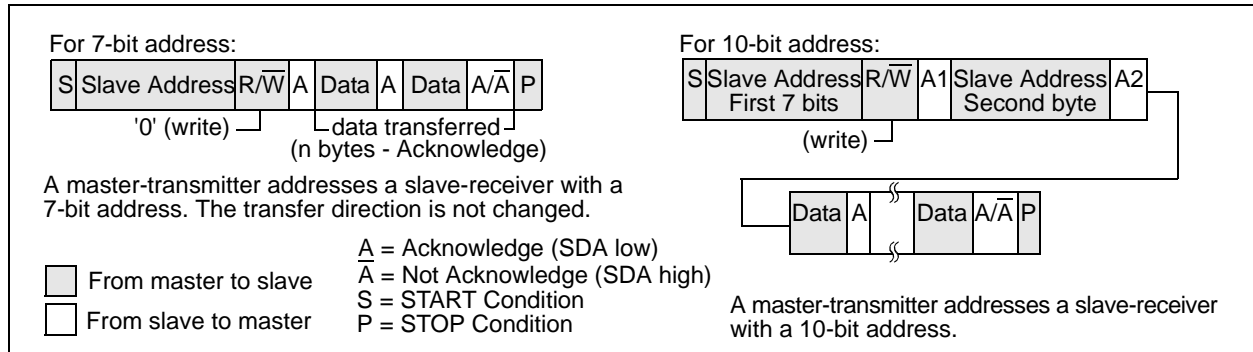 For 7-bit address:
S Slave Address R/W̅ A Data A Data A/A̅ P
'0' (write)
data transferred
(n bytes - Acknowledge)
A master-transmitter addresses a slave-receiver with a
7-bit address. The transfer direction is not changed.
From master to slave
From slave to master
A = Acknowledge (SDA low)
A̅ = Not Acknowledge (SDA high)
S = START Condition
P = STOP Condition
For 10-bit address:
S Slave Address First 7 bits R/W̅ A1 Slave Address Second byte A2
(write)
Data A Data A/A̅ P
A master-transmitter addresses a slave-receiver
with a 10-bit address.